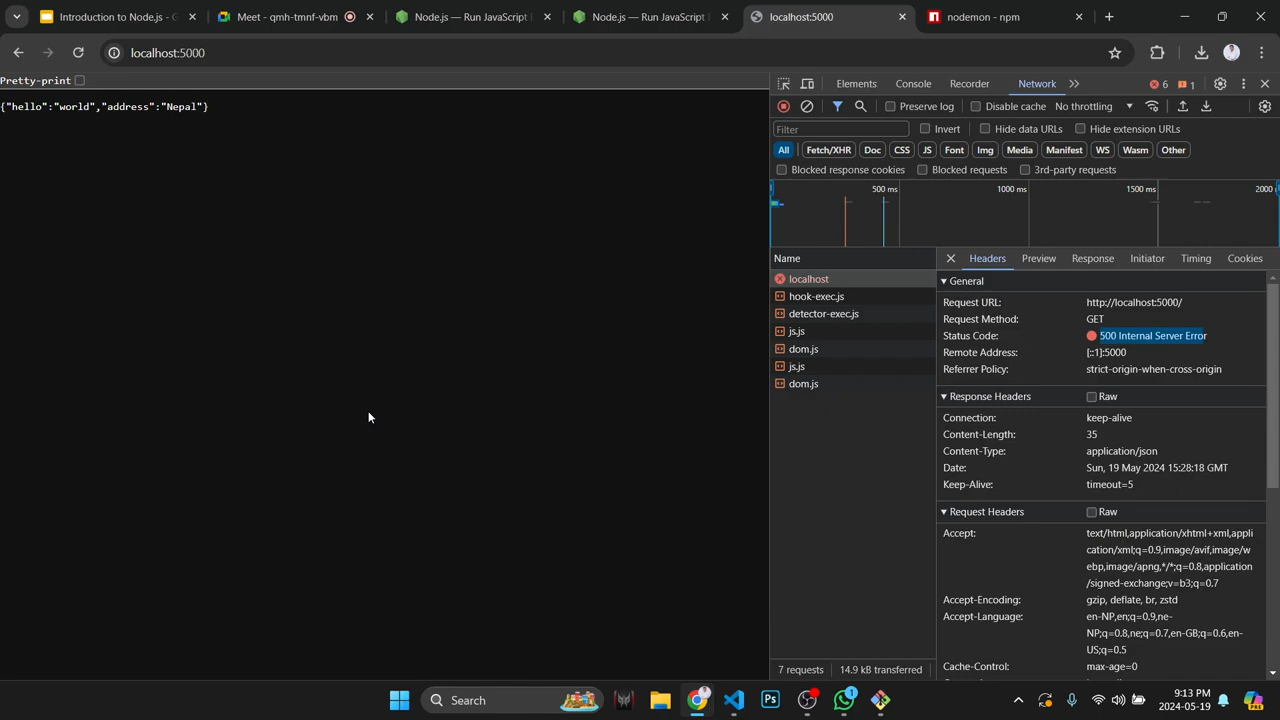 Introduction to Node.js - G
Meet - qmh-tmnf-vbm
Node.js — Run JavaScript
Node.js — Run JavaScript
localhost:5000
nodemon - npm
localhost:5000
Pretty-print
{"hello":"world","address":"Nepal"}
Elements
Console
Recorder
Network
6
1
Preserve log
Disable cache
No throttling
Filter
Invert
Hide data URLs
Hide extension URLs
All
Fetch/XHR
Doc
CSS
JS
Font
Img
Media
Manifest
WS
Wasm
Other
Blocked response cookies
Blocked requests
3rd-party requests
500 ms
1000 ms
1500 ms
2000
Name
localhost
hook-exec.js
detector-exec.js
js.js
dom.js
js.js
dom.js
Headers
Preview
Response
Initiator
Timing
Cookies
General
Request URL: http://localhost:5000/
Request Method: GET
Status Code: 500 Internal Server Error
Remote Address: [::1]:5000
Referrer Policy: strict-origin-when-cross-origin
Response Headers
Raw
Connection: keep-alive
Content-Length: 35
Content-Type: application/json
Date: Sun, 19 May 2024 15:28:18 GMT
Keep-Alive: timeout=5
Request Headers
Raw
Accept: text/html,application/xhtml+xml,appli
cation/xml;q=0.9,image/avif,image/w
ebp,image/apng,*/*;q=0.8,application
/signed-exchange;v=b3;q=0.7
Accept-Encoding: gzip, deflate, br, zstd
Accept-Language: en-NP,en;q=0.9,ne-
NP;q=0.8,ne;q=0.7,en-GB;q=0.6,en-
US;q=0.5
Cache-Control: max-age=0
7 requests
14.9 kB transferred
Search
Ps
1
9:13 PM
2024-05-19